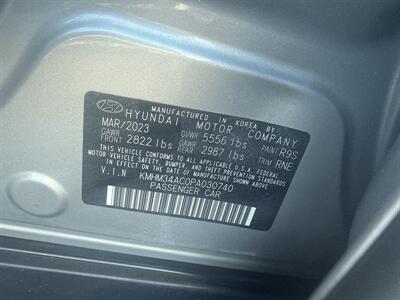 MANUFACTURED IN KOREA BY
HYUNDAI MOTOR COMPANY
MAR/2023 GVWR 5556 lbs PAINT R9S
GAWR FRONT 2822 lbs GAWR REAR 2987 lbs TRIM RNE
THIS VEHICLE CONFORMS TO ALL APPLICABLE U.S. FEDERAL
MOTOR VEHICLE SAFETY, BUMPER, AND THEFT PREVENTION
STANDARDS IN EFFECT ON THE DATE OF MANUFACTURE SHOWN ABOVE.
V.I.N KMHM34AC0PA030740
PASSENGER CAR